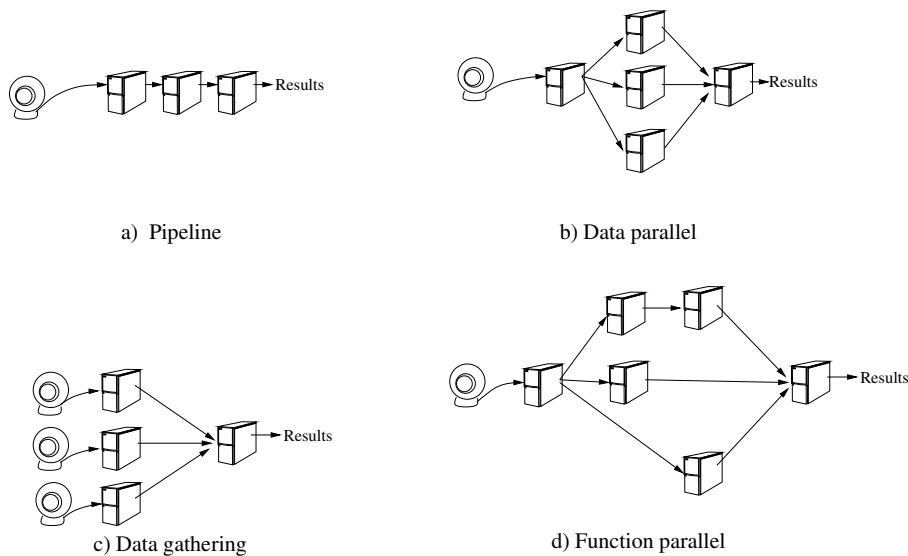 Results
Results
a) Pipeline
b) Data parallel
Results
Results
c) Data gathering
d) Function parallel